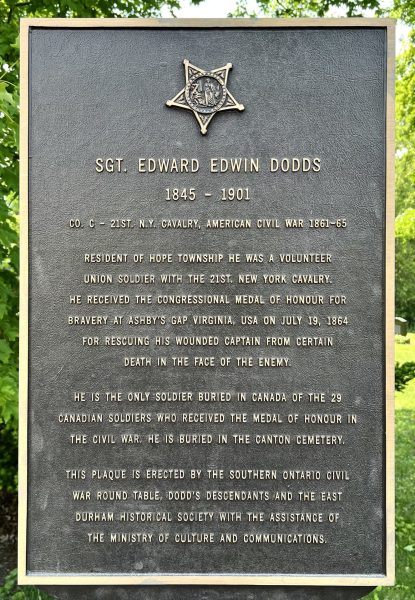 SGT. EDWARD EDWIN DODDS
1845 - 1901
CO. C - 21ST. N.Y. CAVALRY, AMERICAN CIVIL WAR 1861-65
RESIDENT OF HOPE TOWNSHIP HE WAS A VOLUNTEER
UNION SOLDIER WITH THE 21ST. NEW YORK CAVALRY.
HE RECEIVED THE CONGRESSIONAL MEDAL OF HONOUR FOR
BRAVERY AT ASHBY'S GAP VIRGINIA, USA ON JULY 19, 1864
FOR RESCUING HIS WOUNDED CAPTAIN FROM CERTAIN
DEATH IN THE FACE OF THE ENEMY.
HE IS THE ONLY SOLDIER BURIED IN CANADA OF THE 29
CANADIAN SOLDIERS WHO RECEIVED THE MEDAL OF HONOUR IN
THE CIVIL WAR. HE IS BURIED IN THE CANTON CEMETERY.
THIS PLAQUE IS ERECTED BY THE SOUTHERN ONTARIO CIVIL
WAR ROUND TABLE, DODD'S DESCENDANTS AND THE EAST
DURHAM HISTORICAL SOCIETY WITH THE ASSISTANCE OF
THE MINISTRY OF CULTURE AND COMMUNICATIONS.